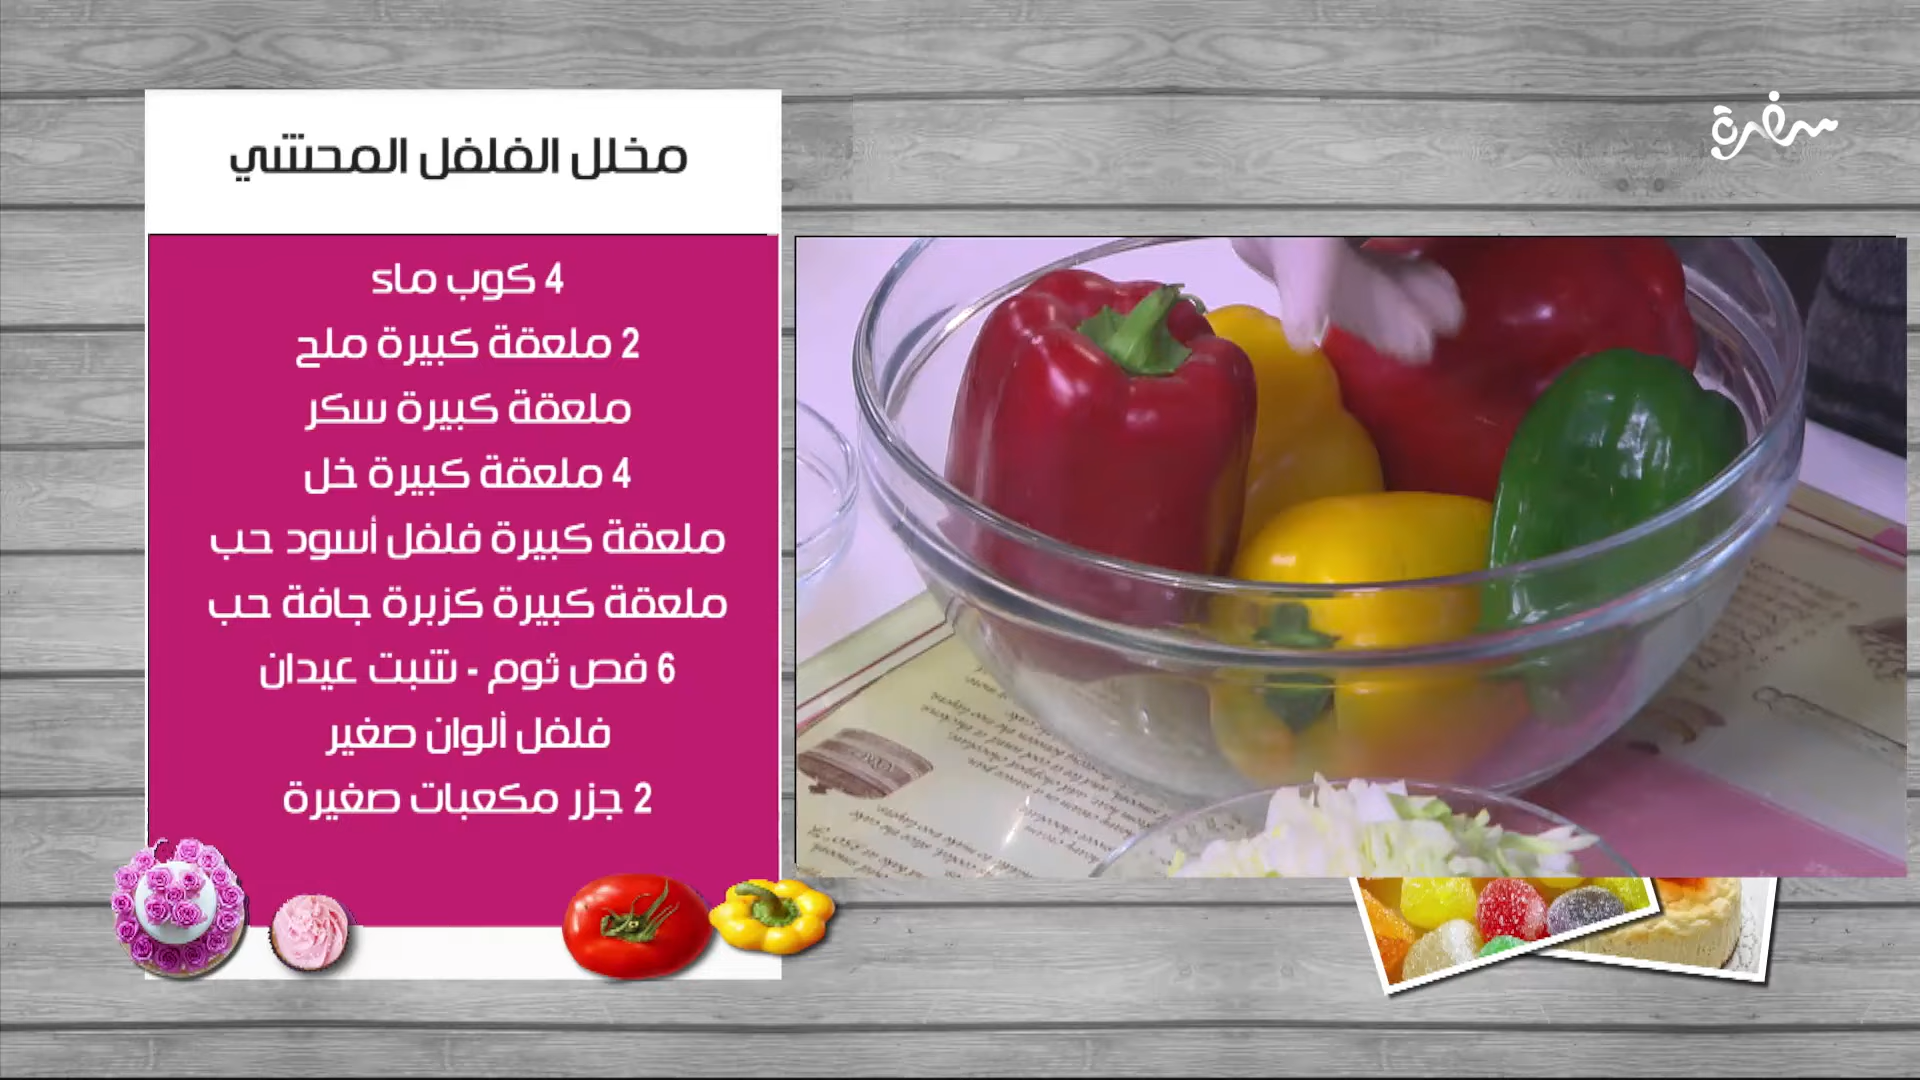 سفرة
مخلل الفلفل المحشي
4 كوب ماء
2 ملعقة كبيرة ملح
ملعقة كبيرة سكر
4 ملعقة كبيرة خل
ملعقة كبيرة فلفل أسود حب
ملعقة كبيرة كزبرة جافة حب
6 فص ثوم - شبت عيدان
فلفل ألوان صغير
2 جزر مكعبات صغيرة